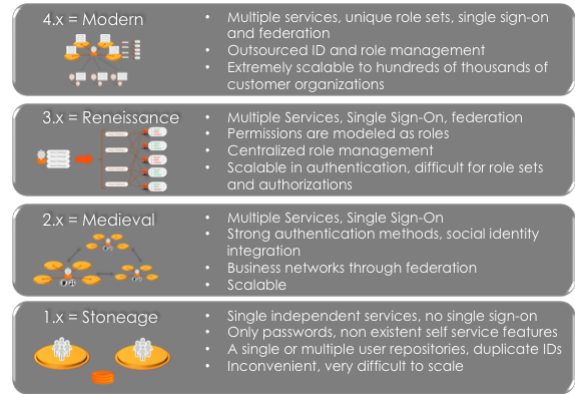 4.x = Modern
• Multiple services, unique role sets, single sign-on
and federation
• Outsourced ID and role management
• Extremely scalable to hundreds of thousands of
customer organizations
3.x = Reneissance
• Multiple Services, Single Sign-On, federation
• Permissions are modeled as roles
• Centralized role management
• Scalable in authentication, difficult for role sets
and authorizations
2.x = Medieval
• Multiple Services, Single Sign-On
• Strong authentication methods, social identity
integration
• Business networks through federation
• Scalable
1.x = Stoneage
• Single independent services, no single sign-on
• Only passwords, non existent self service features
• A single or multiple user repositories, duplicate IDs
• Inconvenient, very difficult to scale